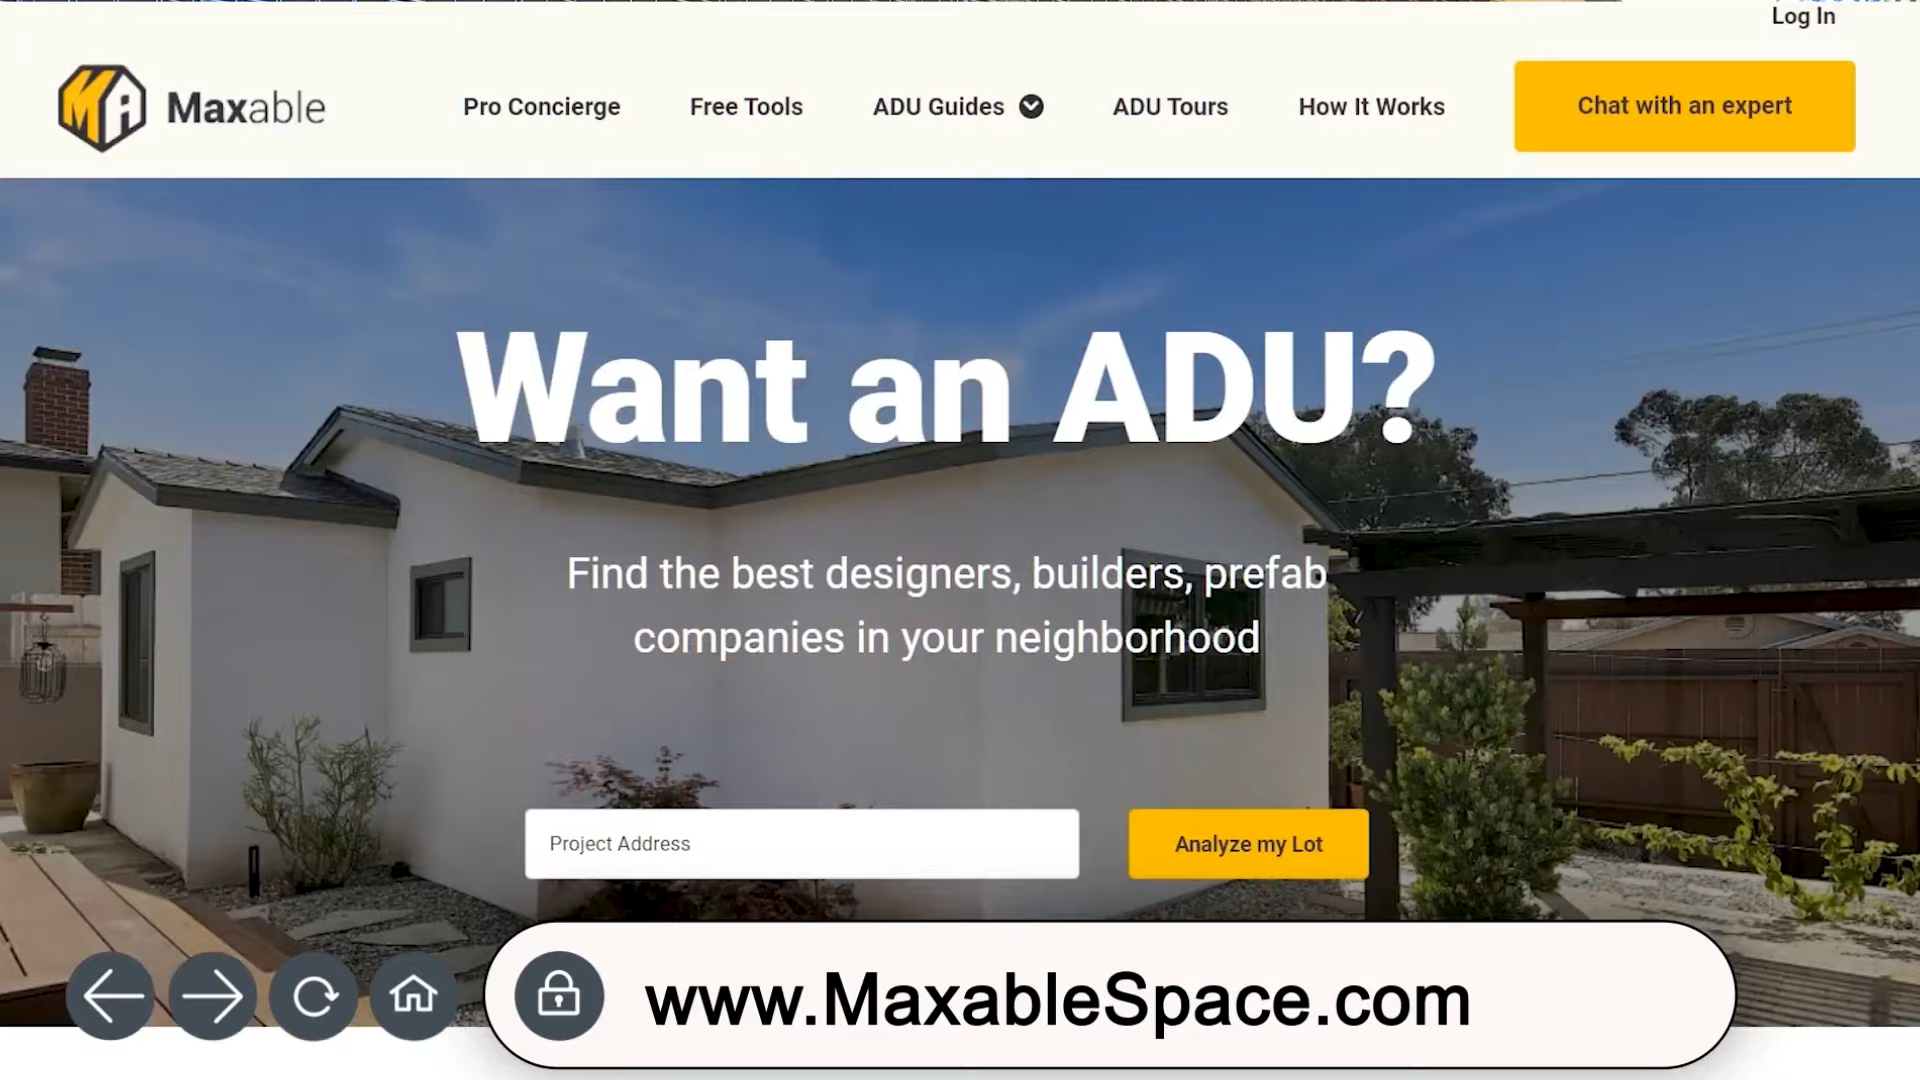 Log In
Maxable
Pro Concierge
Free Tools
ADU Guides
ADU Tours
How It Works
Chat with an expert
Want an ADU?
Find the best designers, builders, prefab
companies in your neighborhood
Project Address
Analyze my Lot
www.MaxableSpace.com